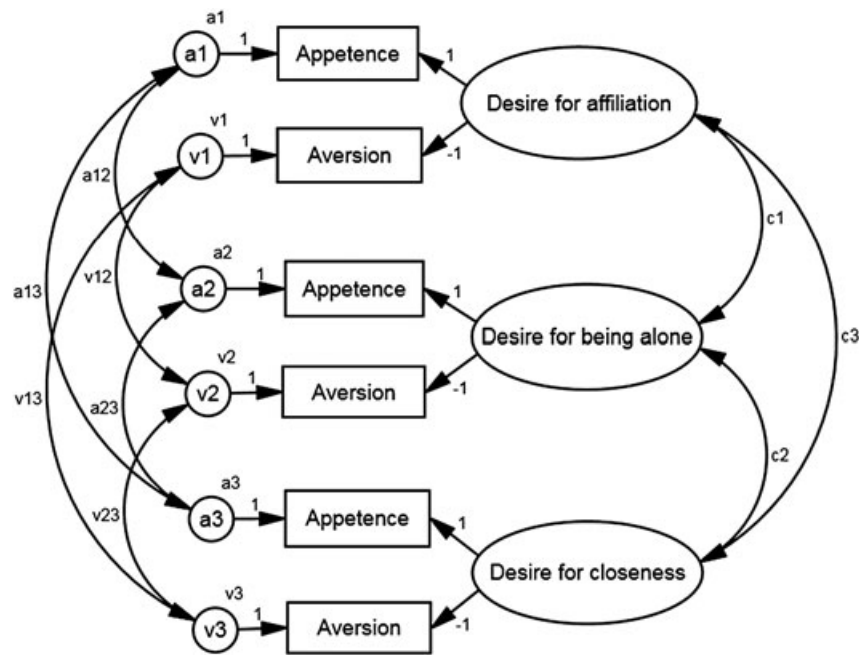 a1
a1
1
Appetence
1
Desire for affiliation
v1
v1
1
Aversion
-1
a12
c1
a2
a2
1
Appetence
1
v12
a13
Desire for being alone
c3
v2
v2
1
Aversion
-1
v13
a23
c2
a3
a3
1
Appetence
1
v23
Desire for closeness
v3
v3
1
Aversion
-1